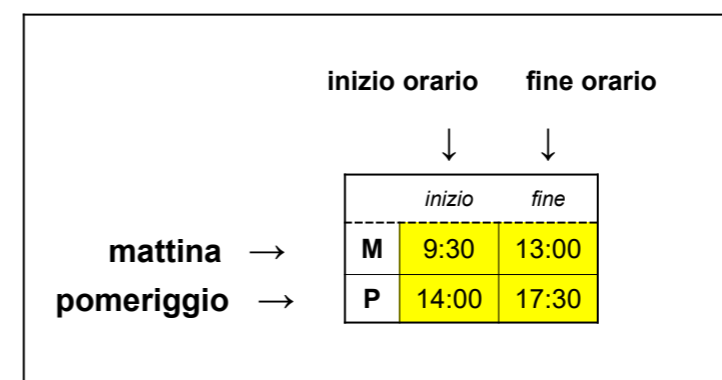 inizio orario fine orario
↓ ↓
inizio fine
mattina → M 9:30 13:00
pomeriggio → P 14:00 17:30